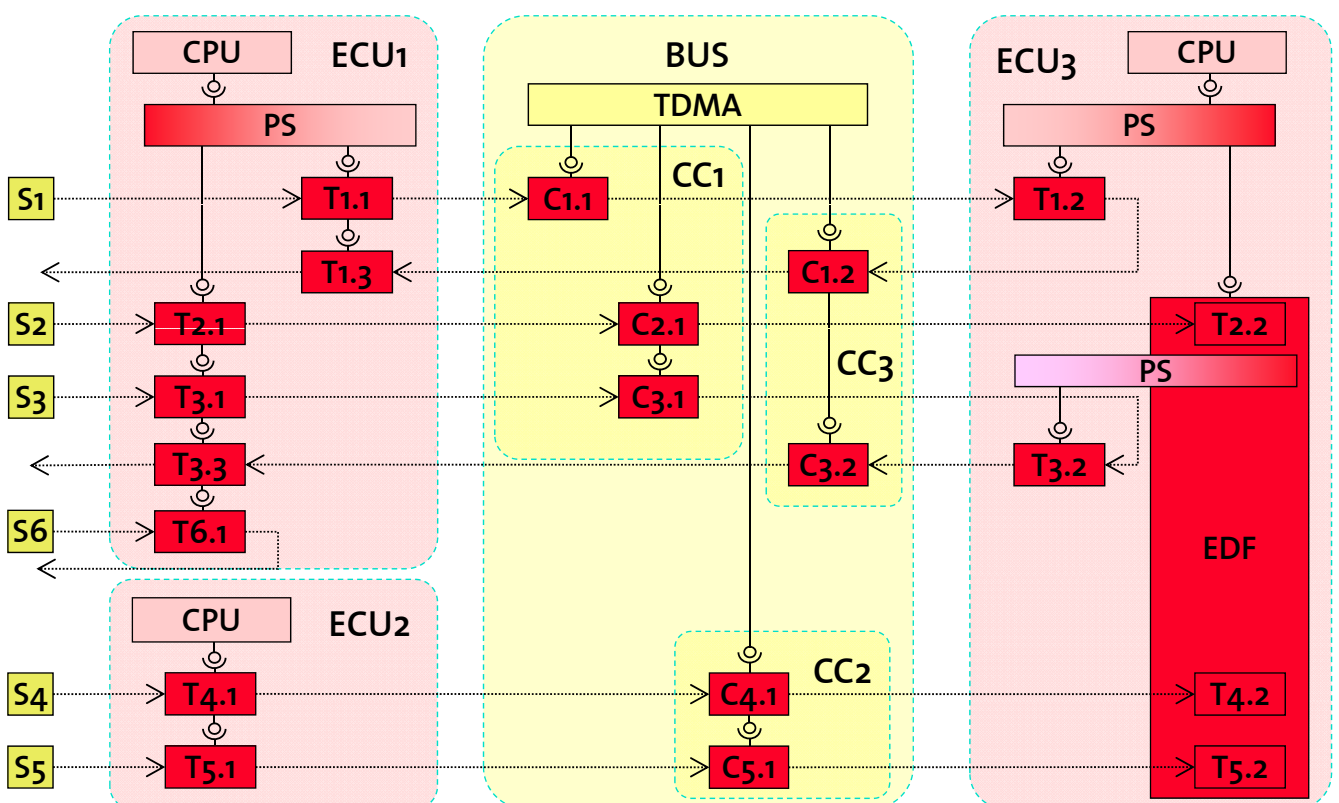 CPU
ECU1
PS
BUS
TDMA
ECU3
CPU
PS
S1
T1.1
C1.1
CC1
T1.2
T1.3
C1.2
S2
T2.1
C2.1
T2.2
CC3
PS
S3
T3.1
C3.1
T3.3
C3.2
T3.2
S6
T6.1
EDF
CPU
ECU2
S4
T4.1
C4.1
CC2
T4.2
S5
T5.1
C5.1
T5.2